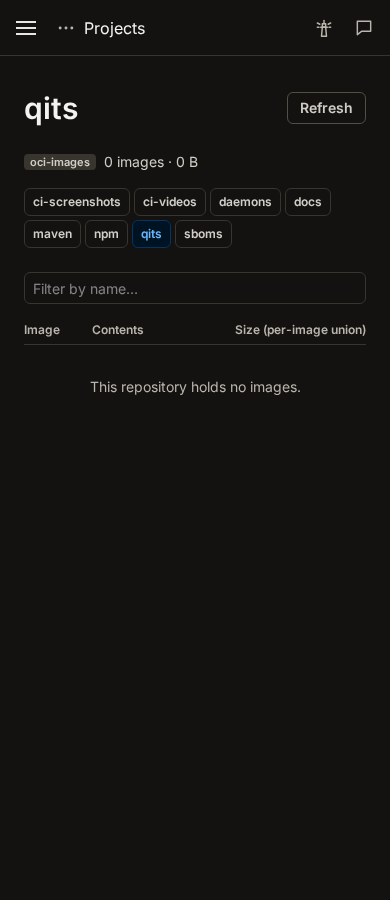 ··· Projects
qits
Refresh
oci-images 0 images · 0 B
ci-screenshots ci-videos daemons docs
maven npm qits sboms
Filter by name...
Image Contents Size (per-image union)
This repository holds no images.